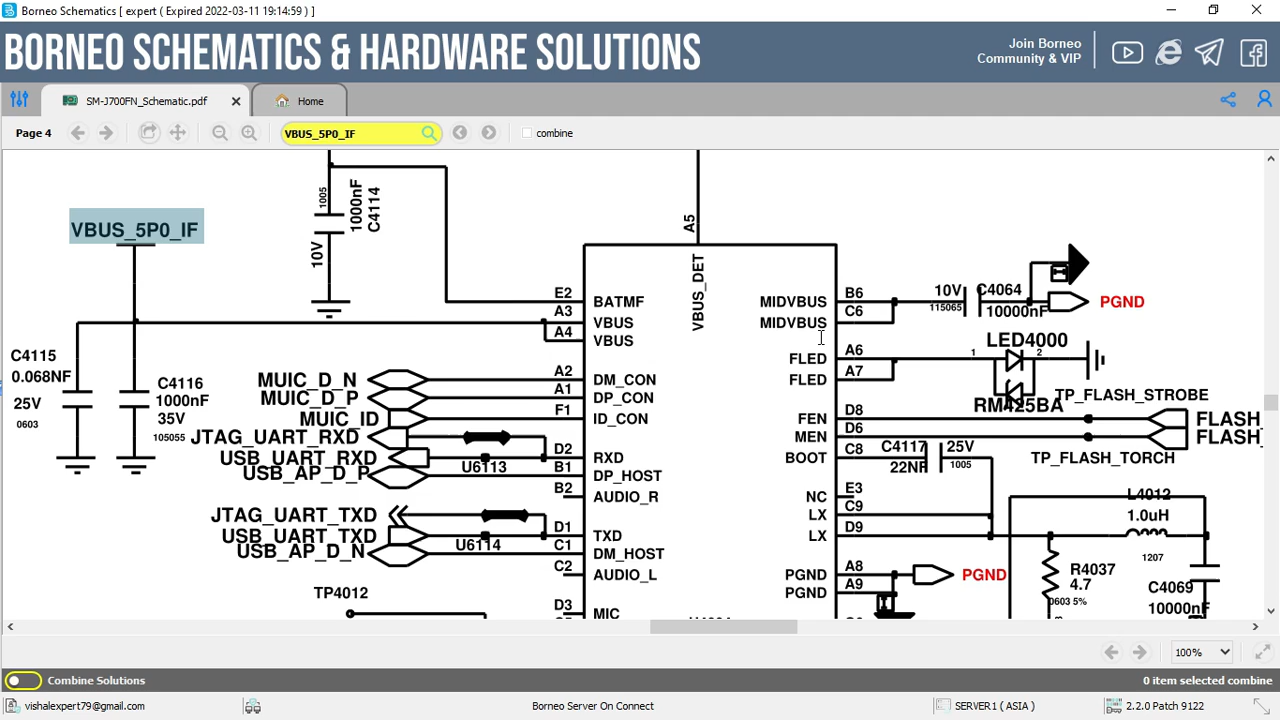 Borneo Schematics [ expert ( Expired 2022-03-11 19:14:59) ]
BORNEO SCHEMATICS & HARDWARE SOLUTIONS
Join Borneo
Community & VIP
SM-J700FN_Schematic.pdf
Home
Page 4
VBUS_5P0_IF
combine
VBUS_5P0_IF
1005
1000nF
C4114
10V
A5
VBUS_DET
C4115
0.068NF
25V
0603
C4116
1000nF
35V
105055
E2 BATMF
A3 VBUS
A4 VBUS
MUIC_D_N A2 DM_CON
MUIC_D_P A1 DP_CON
MUIC_ID F1 ID_CON
JTAG_UART_RXD
USB_UART_RXD U6113 D2 RXD
USB_AP_D_P B1 DP_HOST
B2 AUDIO_R
JTAG_UART_TXD
USB_UART_TXD U6114 D1 TXD
USB_AP_D_N C1 DM_HOST
C2 AUDIO_L
TP4012
D3 MIC
MIDVBUS B6
MIDVBUS C6
10V
115065
C4064
10000nF
PGND
LED4000
FLED A6 1 2
FLED A7
RM425BA
TP_FLASH_STROBE
FEN D8 FLASH_
MEN D6 FLASH_
TP_FLASH_TORCH
BOOT C8 C4117 25V
22NF 1005
NC E3
LX C9
LX D9
L4012
1.0uH
1207
PGND A8 PGND
PGND A9
R4037
4.7
0603 5%
C4069
10000nF
100%
Combine Solutions
0 item selected combine
vishalexpert79@gmail.com
Borneo Server On Connect
SERVER1 ( ASIA )
2.2.0 Patch 9122